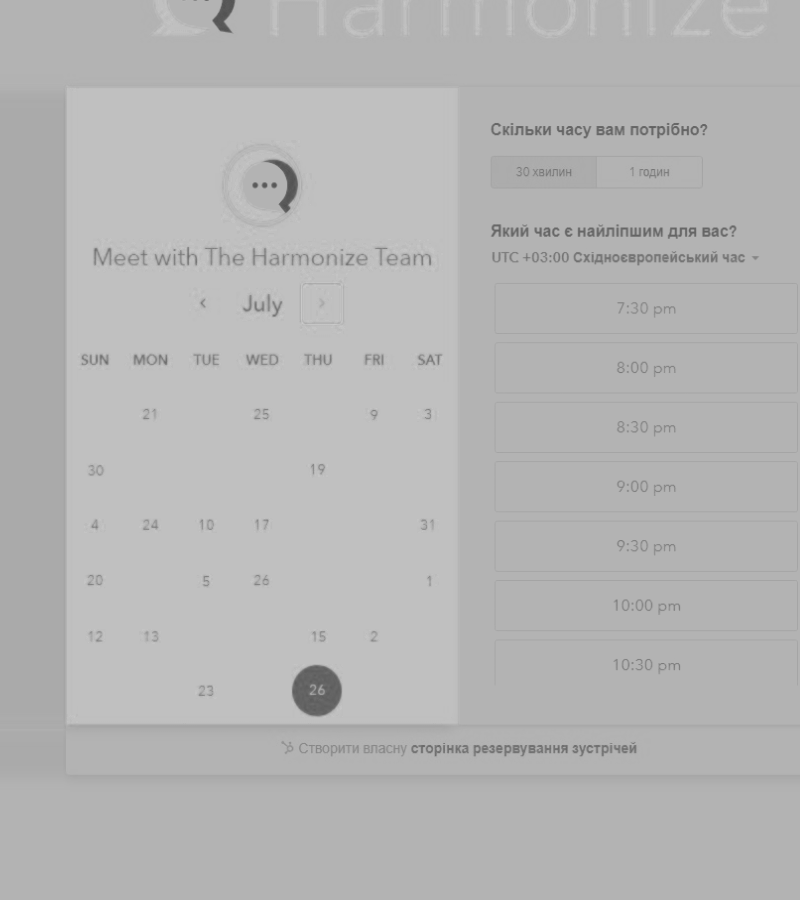 Harmonize
Meet with The Harmonize Team
July
SUN MON TUE WED THU FRI SAT
21 25 9 3
30 19
4 24 10 17 31
20 5 26 1
12 13 15 2
23 26
Скільки часу вам потрібно?
30 хвилин 1 годин
Який час є найліпшим для вас?
UTC +03:00 Східноєвропейський час
7:30 pm
8:00 pm
8:30 pm
9:00 pm
9:30 pm
10:00 pm
10:30 pm
Створити власну сторінка резервування зустрічей